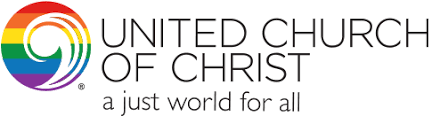 UNITED CHURCH
OF CHRIST
®
a just world for all